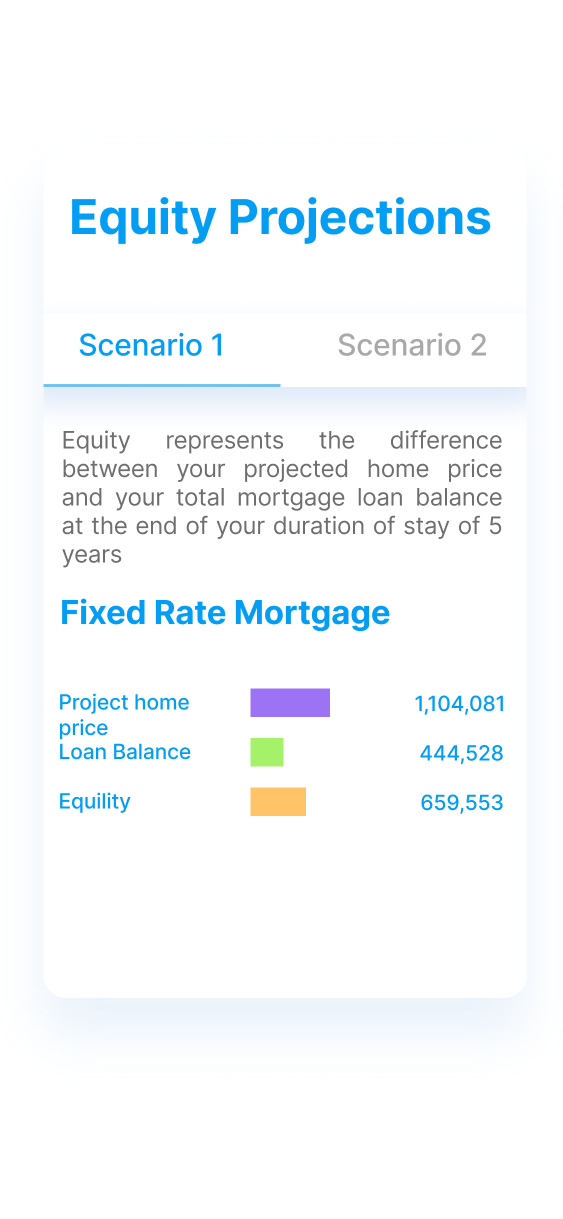 Equity Projections
Scenario 1 Scenario 2
Equity represents the difference
between your projected home price
and your total mortgage loan balance
at the end of your duration of stay of 5
years
Fixed Rate Mortgage
Project home 1,104,081
price
Loan Balance 444,528
Equility 659,553